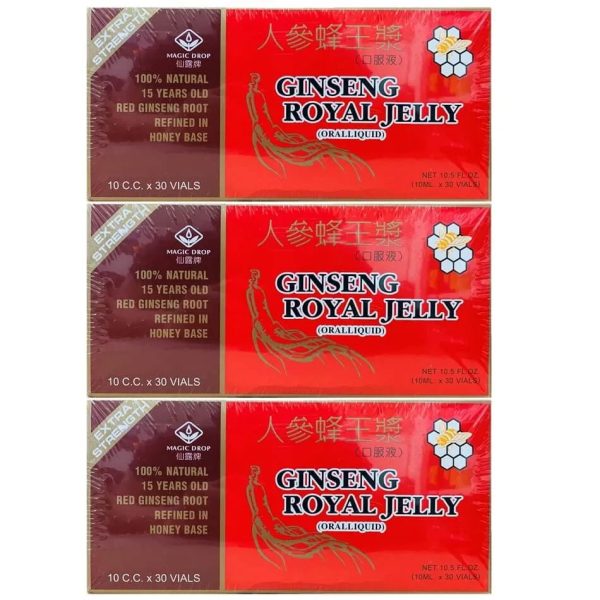 EXTRA
STRENGTH
MAGIC DROP
仙露牌
100% NATURAL
15 YEARS OLD
RED GINSENG ROOT
REFINED IN
HONEY BASE
10 C.C. x 30 VIALS
人參蜂王漿
(口服液)
GINSENG
ROYAL JELLY
(ORALLIQUID)
NET 10.5 FL.OZ.
(10ML. x 30 VIALS)
EXTRA
STRENGTH
MAGIC DROP
仙露牌
100% NATURAL
15 YEARS OLD
RED GINSENG ROOT
REFINED IN
HONEY BASE
10 C.C. x 30 VIALS
人參蜂王漿
(口服液)
GINSENG
ROYAL JELLY
(ORALLIQUID)
NET 10.5 FL.OZ.
(10ML. x 30 VIALS)
EXTRA
STRENGTH
MAGIC DROP
仙露牌
100% NATURAL
15 YEARS OLD
RED GINSENG ROOT
REFINED IN
HONEY BASE
10 C.C. x 30 VIALS
人參蜂王漿
(口服液)
GINSENG
ROYAL JELLY
(ORALLIQUID)
NET 10.5 FL.OZ.
(10ML. x 30 VIALS)